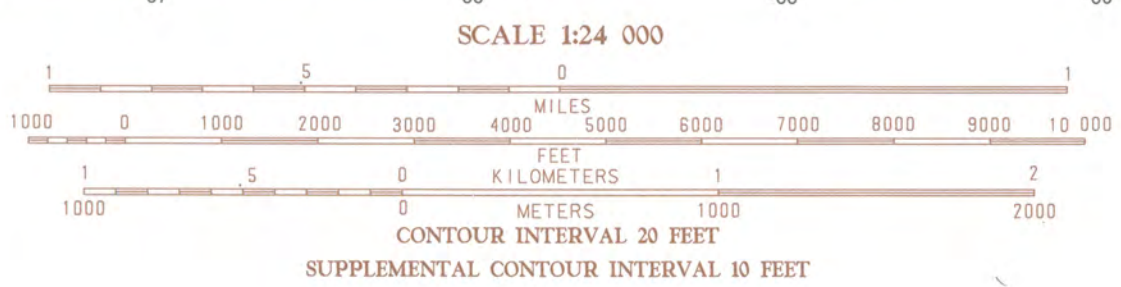 SCALE 1:24 000
1 .5 0 1
MILES
1000 0 1000 2000 3000 4000 5000 6000 7000 8000 9000 10 000
FEET
1 .5 0 KILOMETERS 1 2
1000 0 METERS 1000 2000
CONTOUR INTERVAL 20 FEET
SUPPLEMENTAL CONTOUR INTERVAL 10 FEET